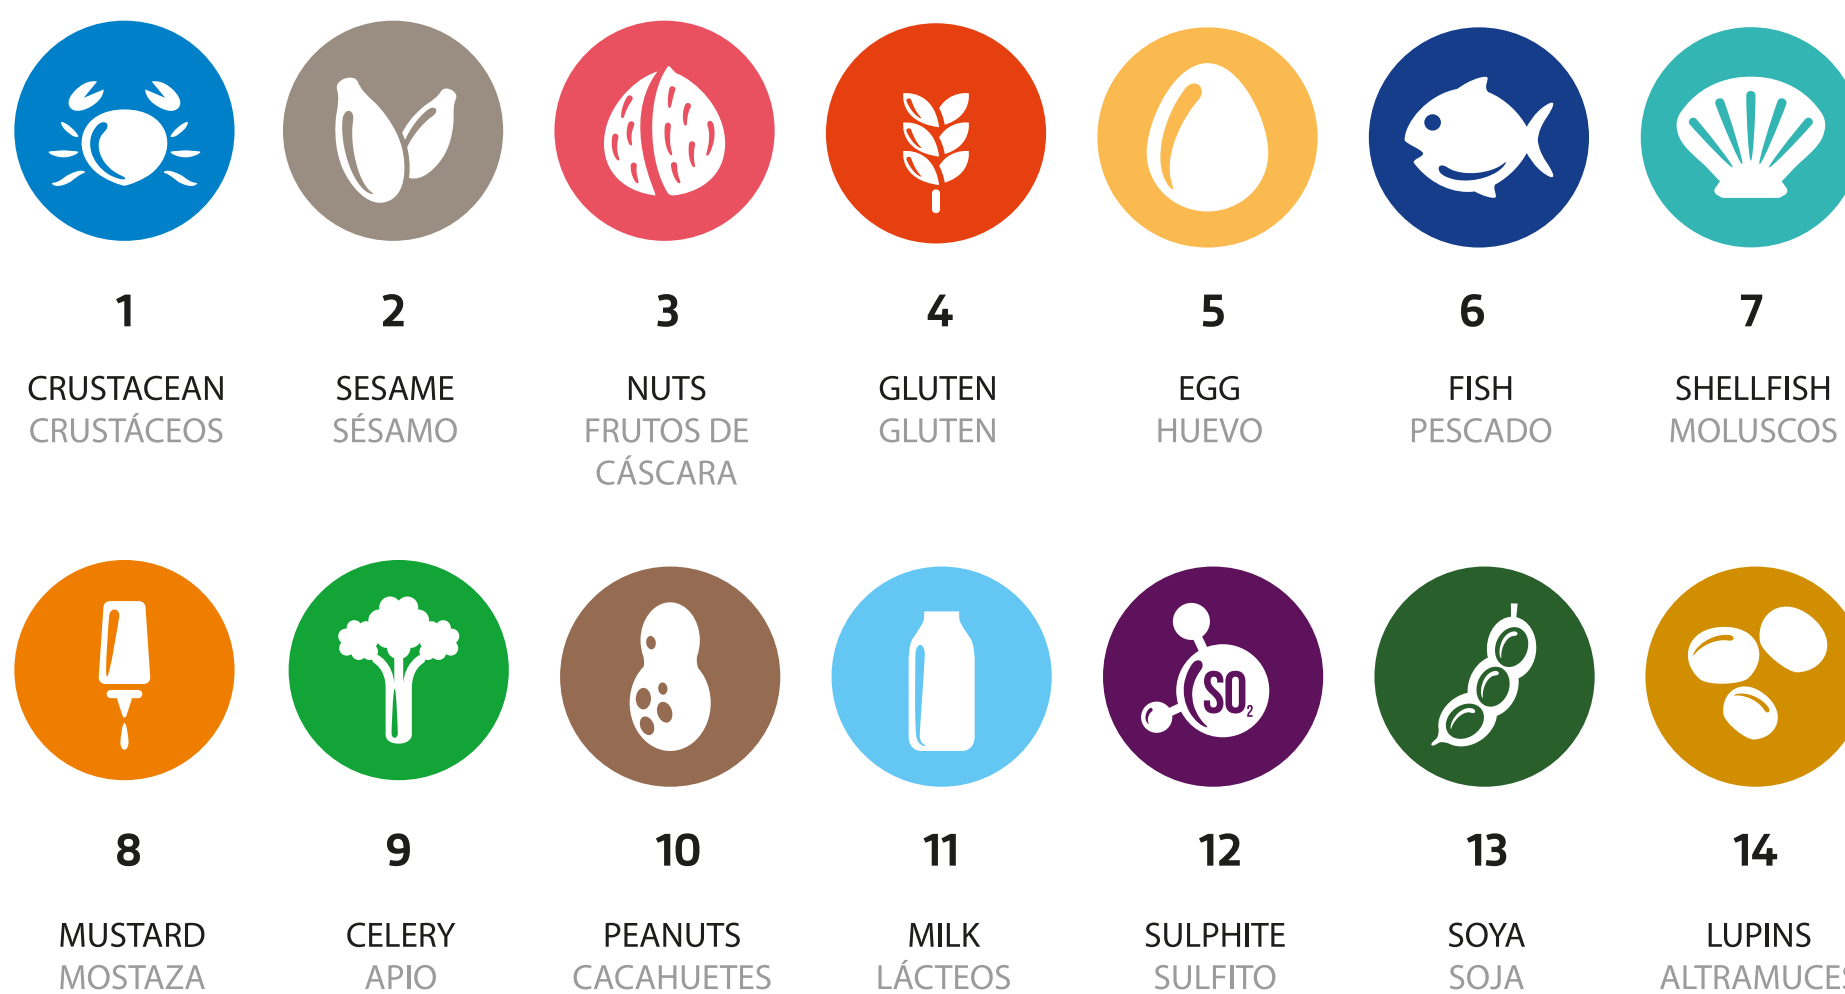 1 2 3 4 5 6 7
CRUSTACEAN SESAME NUTS GLUTEN EGG FISH SHELLFISH
CRUSTÁCEOS SÉSAMO FRUTOS DE GLUTEN HUEVO PESCADO MOLUSCOS
CÁSCARA
SO₂
8 9 10 11 12 13 14
MUSTARD CELERY PEANUTS MILK SULPHITE SOYA LUPINS
MOSTAZA APIO CACAHUETES LÁCTEOS SULFITO SOJA ALTRAMUCES